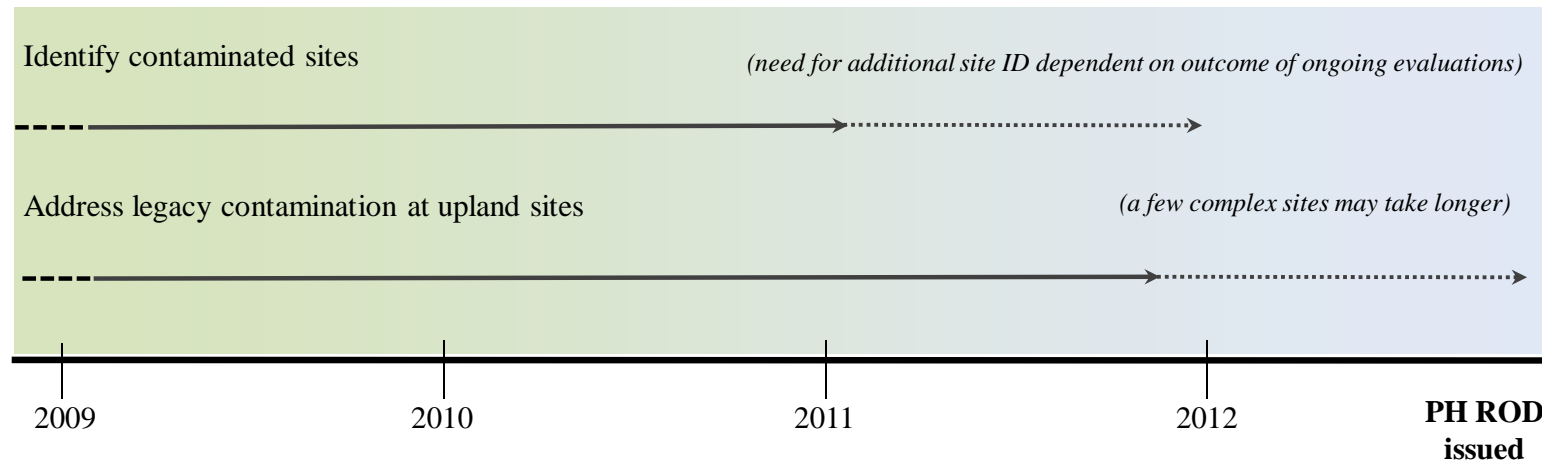 Identify contaminated sites
(need for additional site ID dependent on outcome of ongoing evaluations)
Address legacy contamination at upland sites
(a few complex sites may take longer)
2009
2010
2011
2012
PH ROD
issued